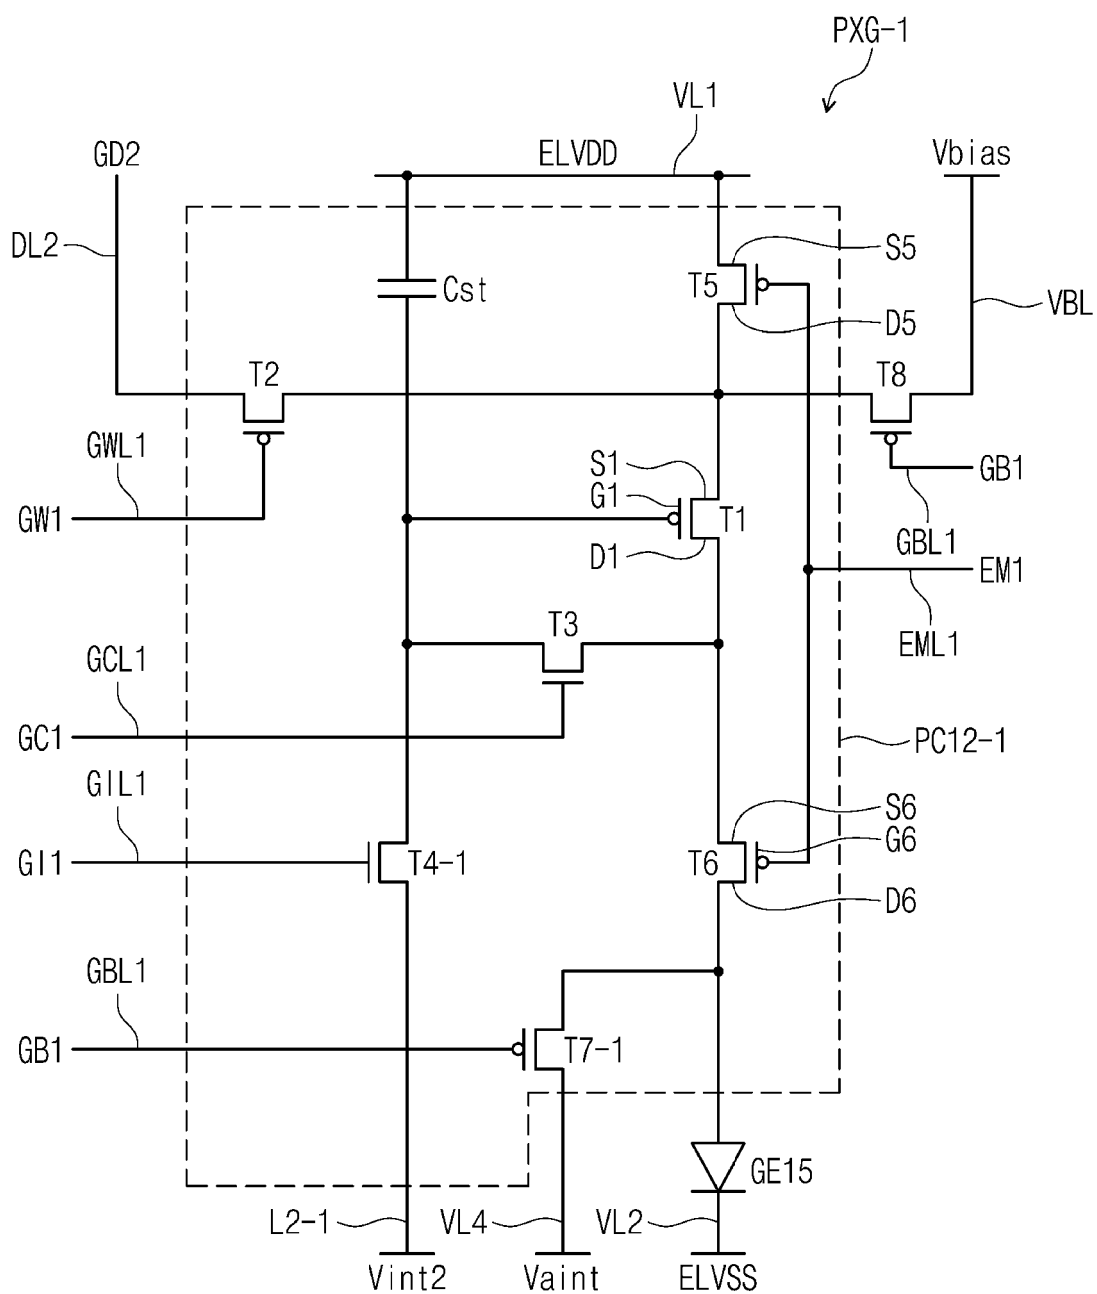 PXG-1
VL1
GD2
ELVDD
Vbias
DL2
S5
T5
Cst
VBL
D5
T2
T8
GWL1
S1
GB1
G1
GW1
T1
GBL1
D1
EM1
T3
EML1
GCL1
GC1
PC12-1
GIL1
S6
G6
GI1
T4-1
T6
D6
GBL1
GB1
T7-1
GE15
L2-1
VL4
VL2
Vint2
Vaint
ELVSS